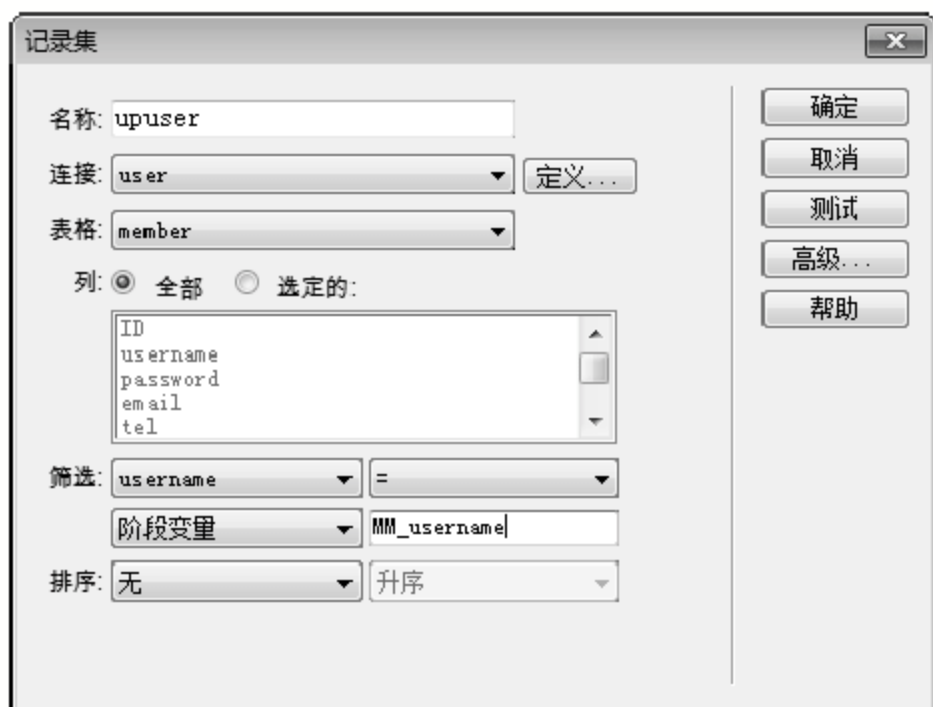 记录集
名称: upuser
连接: user 定义...
表格: member
列: 全部 选定的:
ID
username
password
email
tel
筛选: username =
阶段变量 MM_username
排序: 无 升序
确定
取消
测试
高级...
帮助